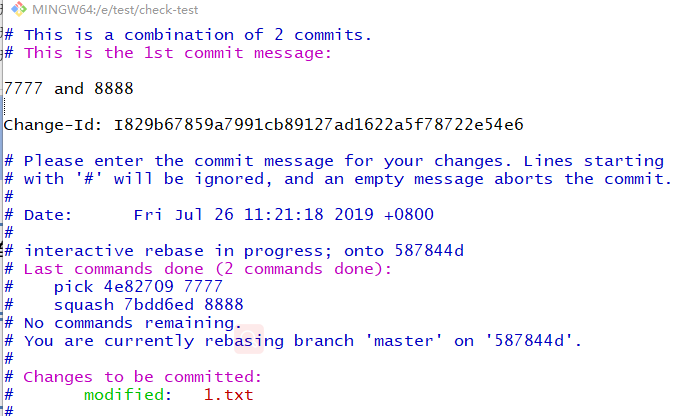 MINGW64:/e/test/check-test
# This is a combination of 2 commits.
# This is the 1st commit message:
7777 and 8888
Change-Id: I829b67859a7991cb89127ad1622a5f78722e54e6
# Please enter the commit message for your changes. Lines starting
# with '#' will be ignored, and an empty message aborts the commit.
#
# Date:      Fri Jul 26 11:21:18 2019 +0800
#
# interactive rebase in progress; onto 587844d
# Last commands done (2 commands done):
#    pick 4e82709 7777
#    squash 7bdd6ed 8888
# No commands remaining.
# You are currently rebasing branch 'master' on '587844d'.
#
# Changes to be committed:
#       modified:   1.txt
#